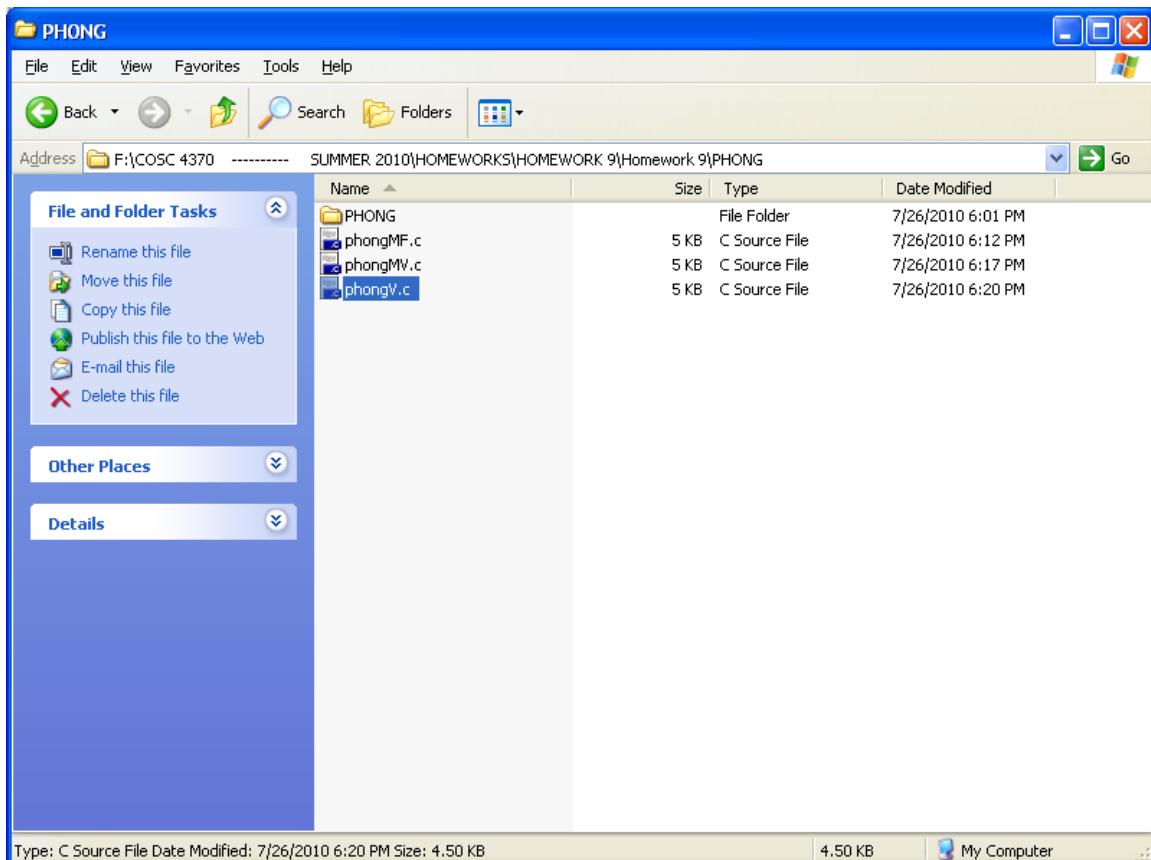 PHONG
File Edit View Favorites Tools Help
Back Search Folders
Address F:\COSC 4370 ---------- SUMMER 2010\HOMEWORKS\HOMEWORK 9\Homework 9\PHONG Go
File and Folder Tasks
Rename this file
Move this file
Copy this file
Publish this file to the Web
E-mail this file
Delete this file
Other Places
Details
Name Size Type Date Modified
PHONG File Folder 7/26/2010 6:01 PM
phongMF.c 5 KB C Source File 7/26/2010 6:12 PM
phongMV.c 5 KB C Source File 7/26/2010 6:17 PM
phongV.c 5 KB C Source File 7/26/2010 6:20 PM
Type: C Source File Date Modified: 7/26/2010 6:20 PM Size: 4.50 KB 4.50 KB My Computer